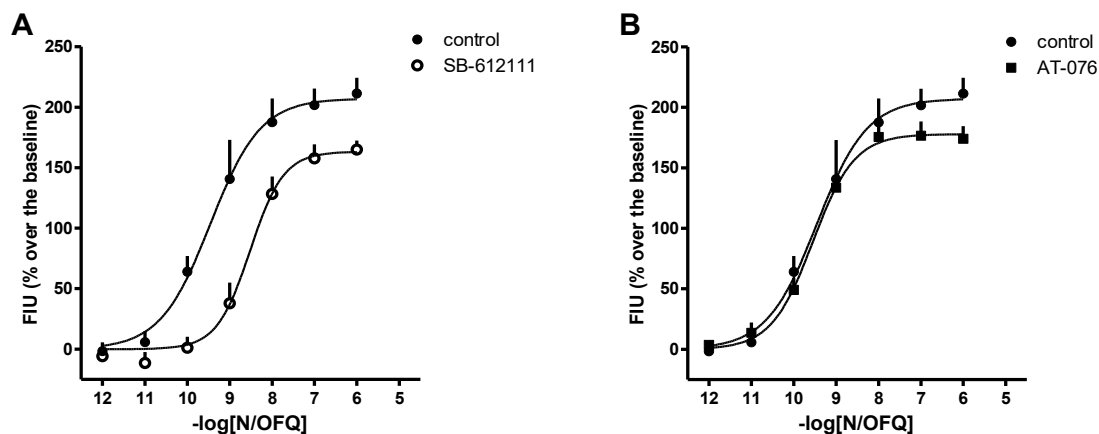 A
control
SB-612111
FIU (% over the baseline)
250
200
150
100
50
0
12 11 10 9 8 7 6 5
-log[N/OFQ]
B
control
AT-076
FIU (% over the baseline)
250
200
150
100
50
0
12 11 10 9 8 7 6 5
-log[N/OFQ]